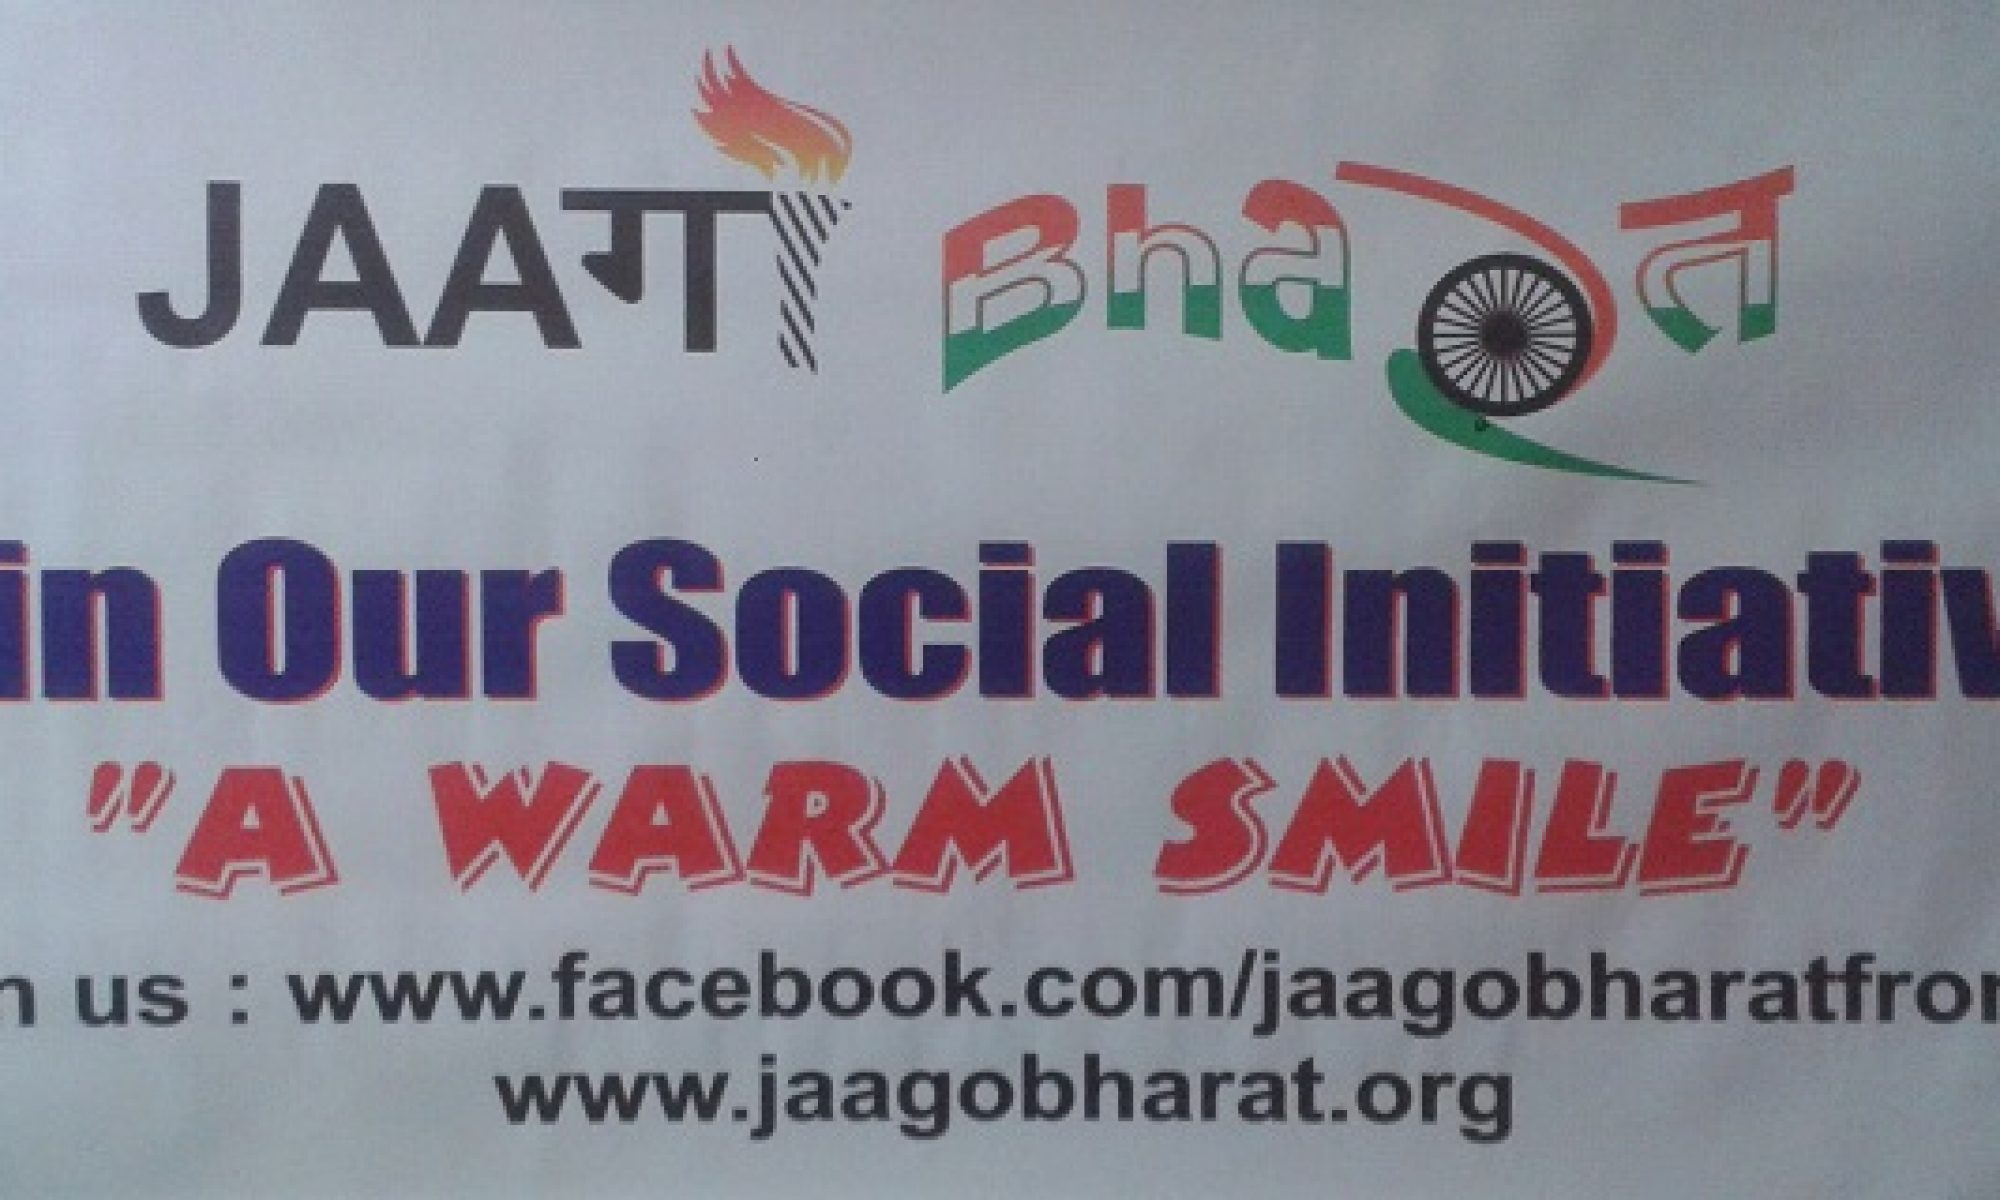 JAAगो Bhaरत
in Our Social Initiativ
"A WARM SMILE"
n us : www.facebook.com/jaagobharatfron
www.jaagobharat.org